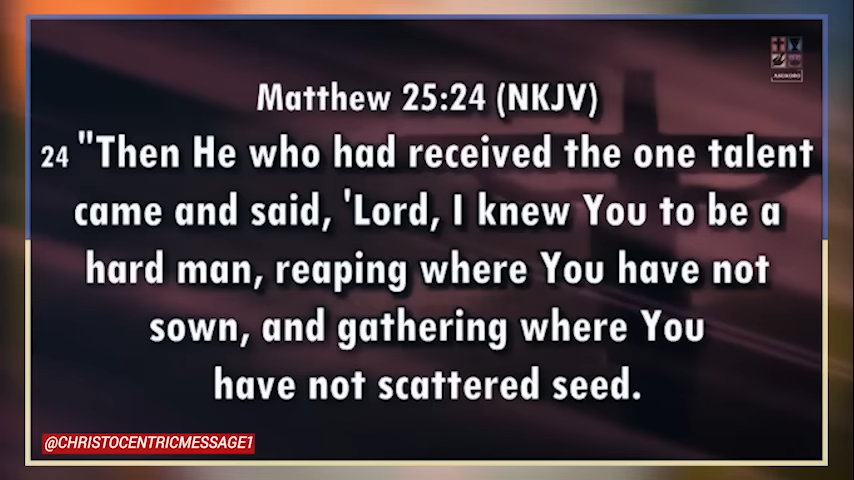 ASOKORO
Matthew 25:24 (NKJV)
24 "Then He who had received the one talent
came and said, 'Lord, I knew You to be a
hard man, reaping where You have not
sown, and gathering where You
have not scattered seed.
@CHRISTOCENTRICMESSAGE1